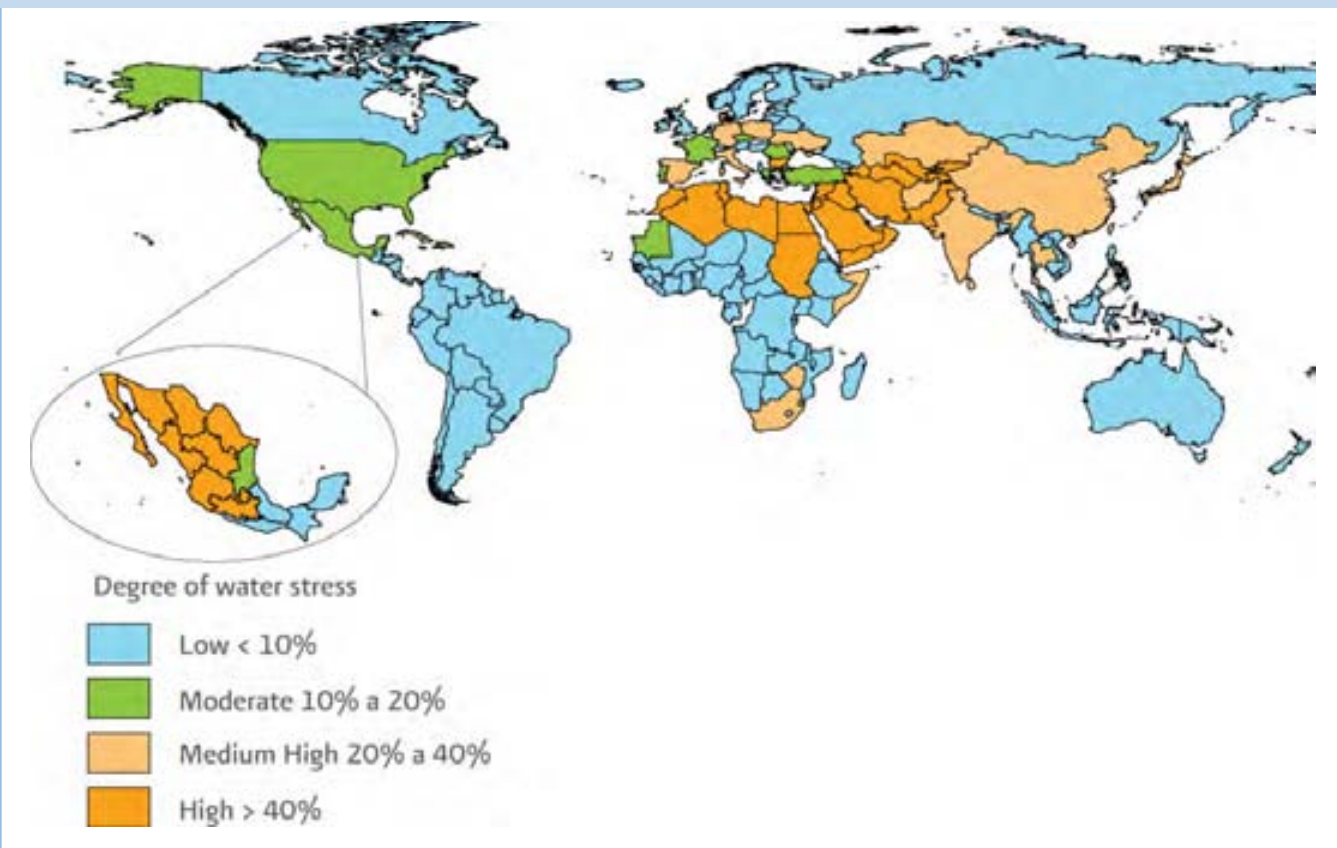 Degree of water stress
Low < 10%
Moderate 10% a 20%
Medium High 20% a 40%
High > 40%